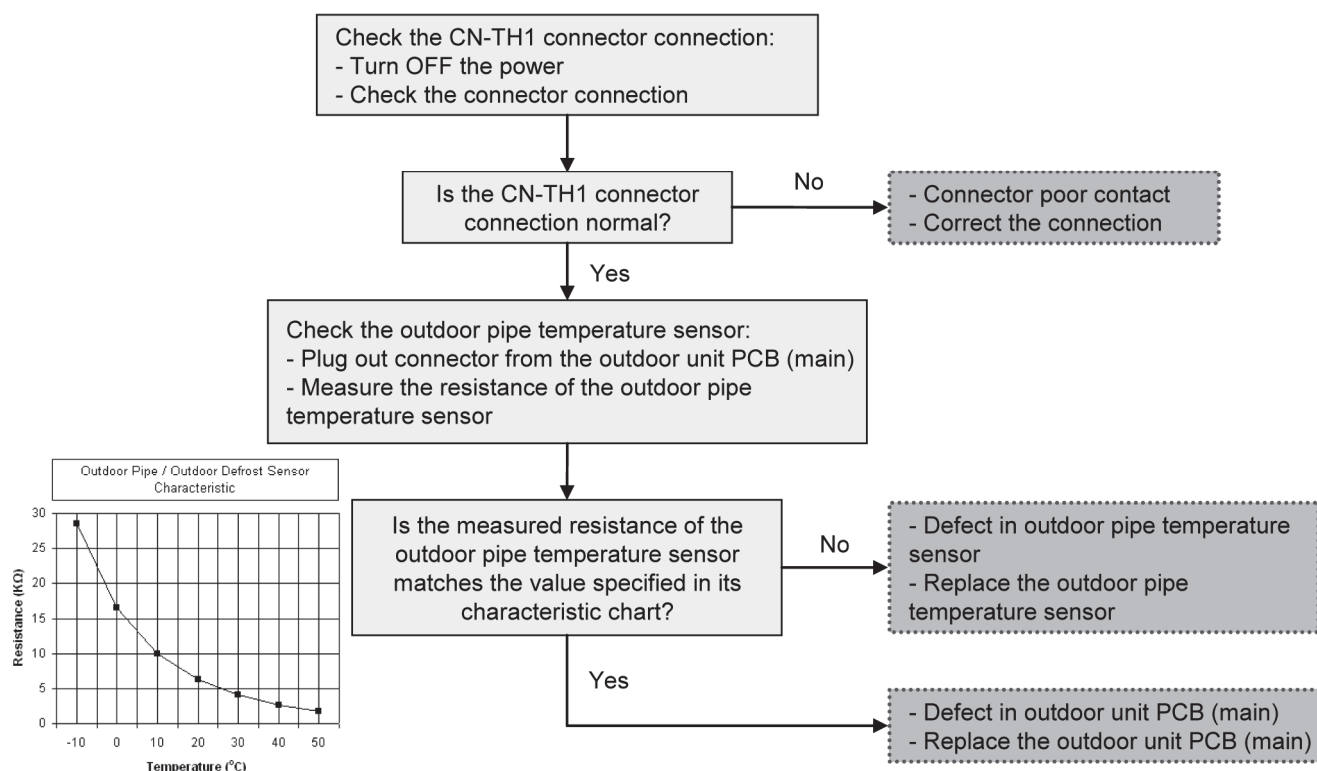 Check the CN-TH1 connector connection:
- Turn OFF the power
- Check the connector connection
Is the CN-TH1 connector
connection normal?
No
- Connector poor contact
- Correct the connection
Yes
Check the outdoor pipe temperature sensor:
- Plug out connector from the outdoor unit PCB (main)
- Measure the resistance of the outdoor pipe
temperature sensor
Outdoor Pipe / Outdoor Defrost Sensor
Characteristic
Resistance (KΩ)
30
25
20
15
10
5
0
-10 0 10 20 30 40 50
Temperature (°C)
Is the measured resistance of the
outdoor pipe temperature sensor
matches the value specified in its
characteristic chart?
No
- Defect in outdoor pipe temperature
sensor
- Replace the outdoor pipe
temperature sensor
Yes
- Defect in outdoor unit PCB (main)
- Replace the outdoor unit PCB (main)